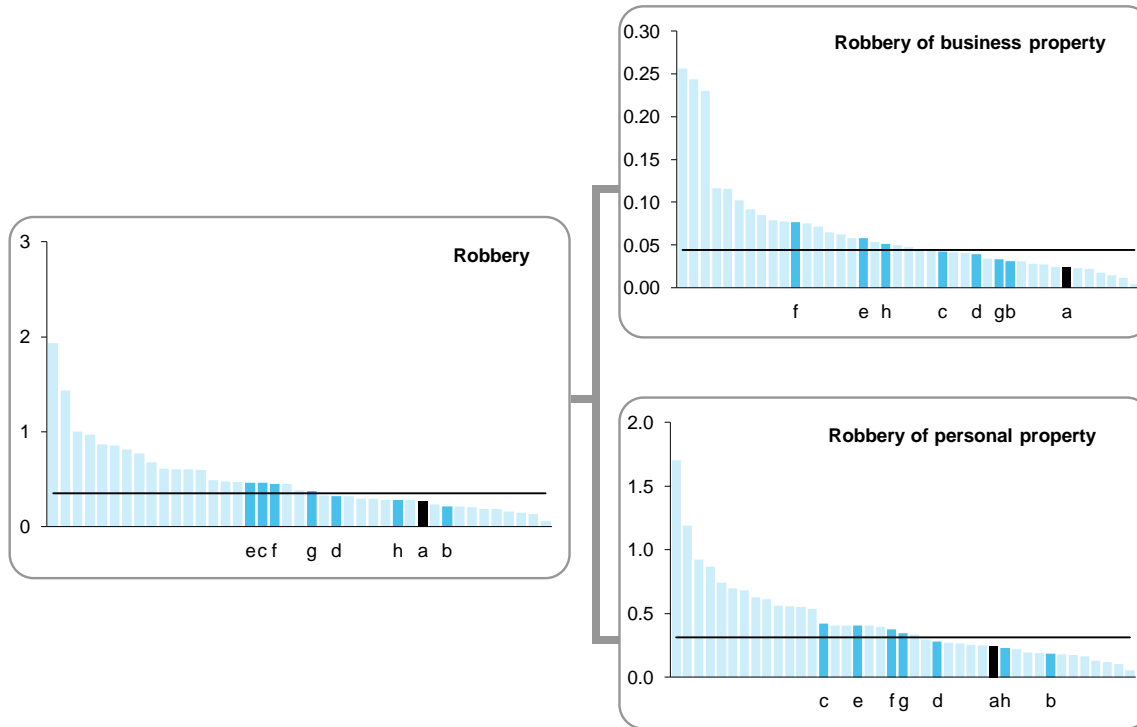 Robbery
3
2
1
0
ec f g d h a b
Robbery of business property
0.30
0.25
0.20
0.15
0.10
0.05
0.00
f e h c d gb a
Robbery of personal property
2.0
1.5
1.0
0.5
0.0
c e f g d ah b